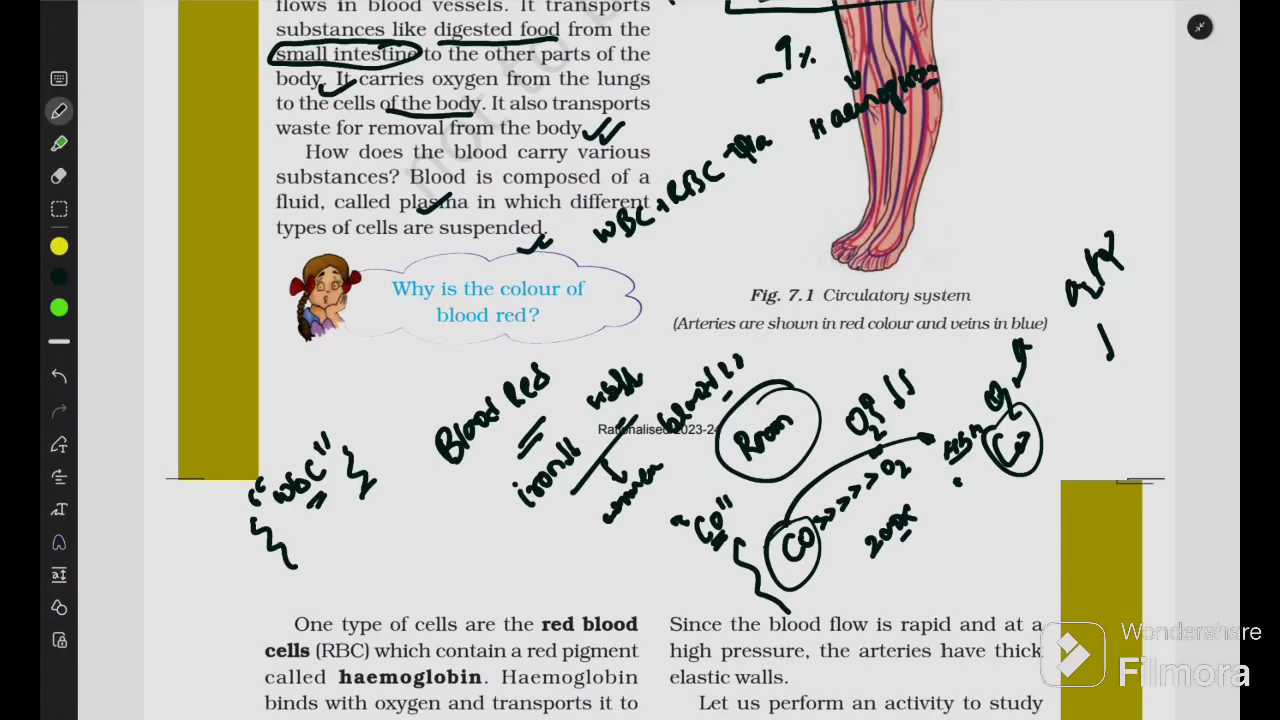 flows in blood vessels. It transports
substances like digested food from the
small intestine to the other parts of the
body. It carries oxygen from the lungs
to the cells of the body. It also transports
waste for removal from the body.
How does the blood carry various
substances? Blood is composed of a
fluid, called plasma in which different
types of cells are suspended.
Why is the colour of
blood red?
9%
Haemoglobin
WBC + RBC
Fig. 7.1 Circulatory system
(Arteries are shown in red colour and veins in blue)
Blood Red
Rationalised 2023-24
"WBC"
Room
O2
O2
"CO"
CO
O2
200x
One type of cells are the red blood
cells (RBC) which contain a red pigment
called haemoglobin. Haemoglobin
binds with oxygen and transports it to
Since the blood flow is rapid and at a
high pressure, the arteries have thick
elastic walls.
Let us perform an activity to study
Wondershare
Filmora